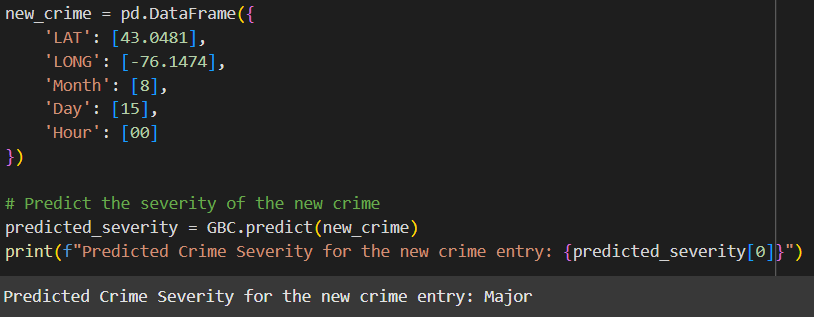 new_crime = pd.DataFrame({
    'LAT': [43.0481],
    'LONG': [-76.1474],
    'Month': [8],
    'Day': [15],
    'Hour': [00]
})
# Predict the severity of the new crime
predicted_severity = GBC.predict(new_crime)
print(f"Predicted Crime Severity for the new crime entry: {predicted_severity[0]}")
Predicted Crime Severity for the new crime entry: Major